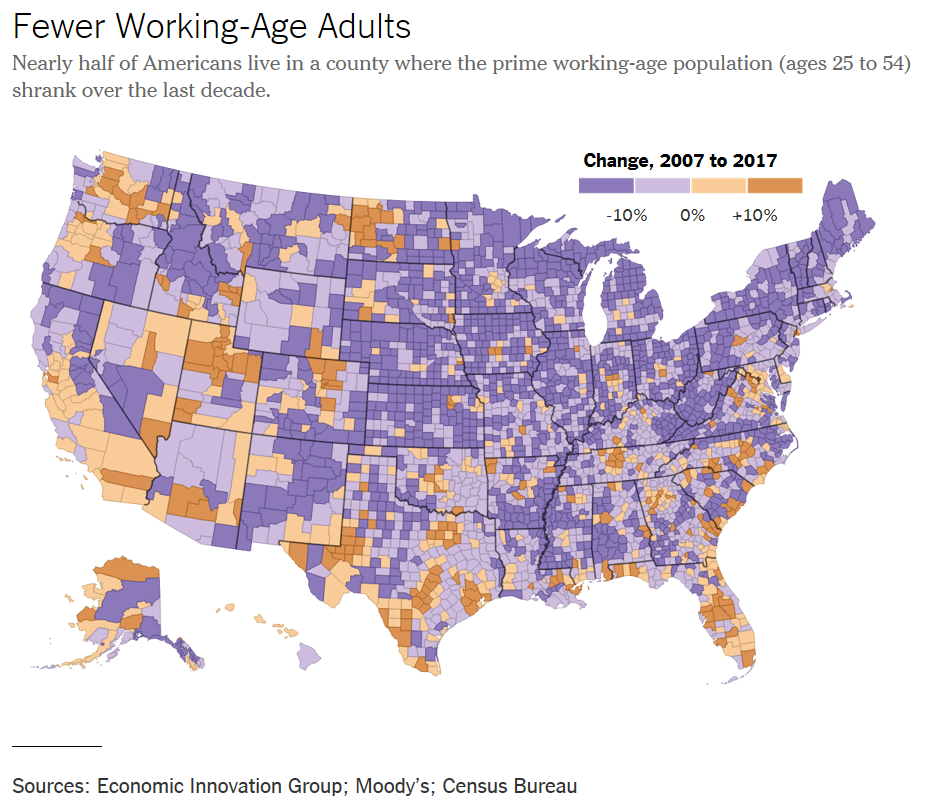 Fewer Working-Age Adults
Nearly half of Americans live in a county where the prime working-age population (ages 25 to 54)
shrank over the last decade.
Change, 2007 to 2017
-10% 0% +10%
Sources: Economic Innovation Group; Moody’s; Census Bureau